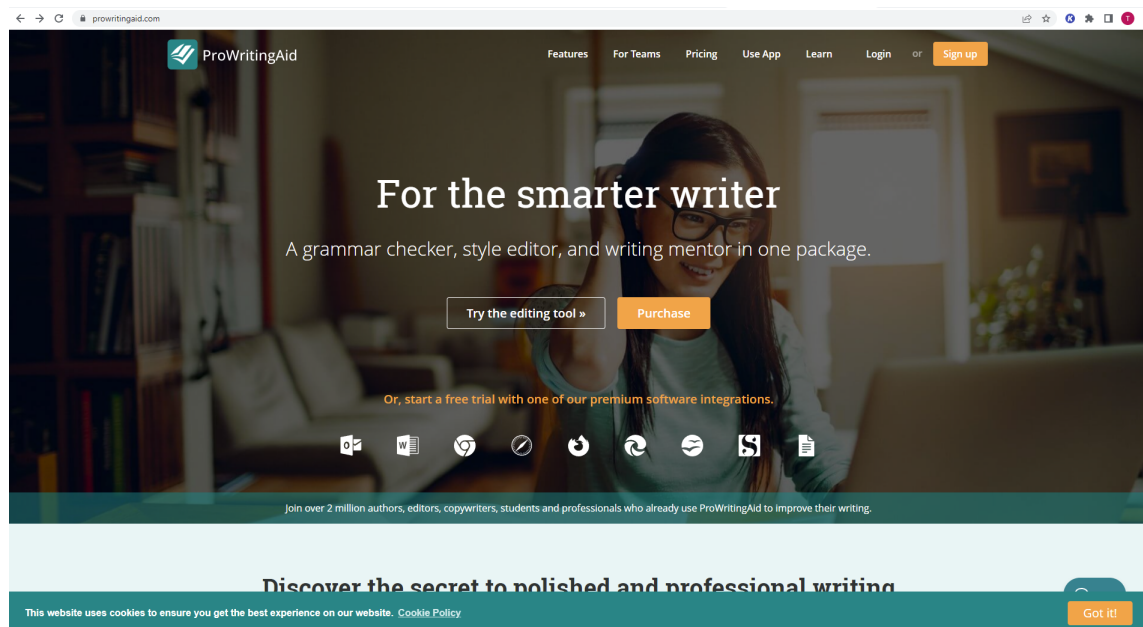 prowritingaid.com
T
ProWritingAid
Features For Teams Pricing Use App Learn Login or Sign up
For the smarter writer
A grammar checker, style editor, and writing mentor in one package.
Try the editing tool » Purchase
Or, start a free trial with one of our premium software integrations.
Join over 2 million authors, editors, copywriters, students and professionals who already use ProWritingAid to improve their writing.
Discover the secret to polished and professional writing
This website uses cookies to ensure you get the best experience on our website. Cookie Policy Got it!